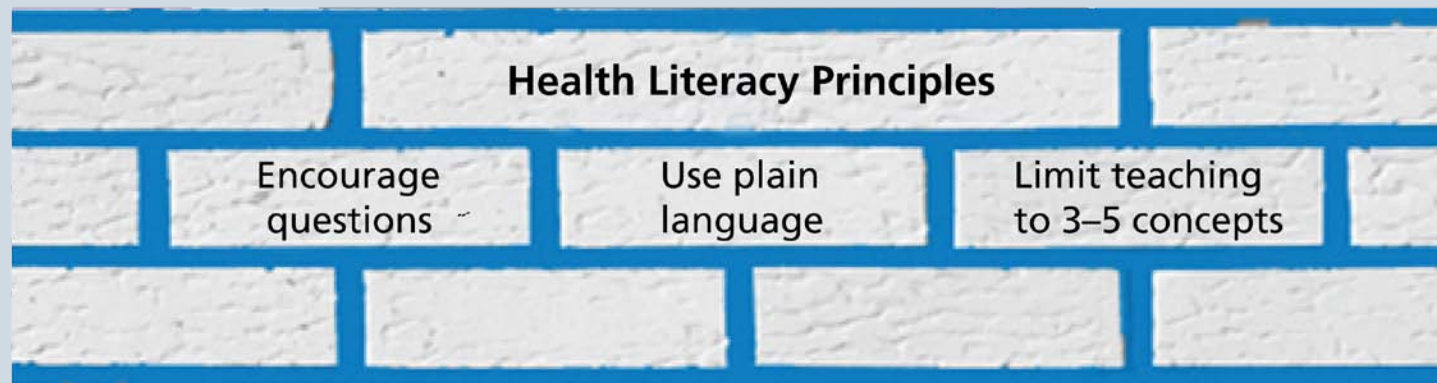 Health Literacy Principles
Encourage
questions
Use plain
language
Limit teaching
to 3–5 concepts